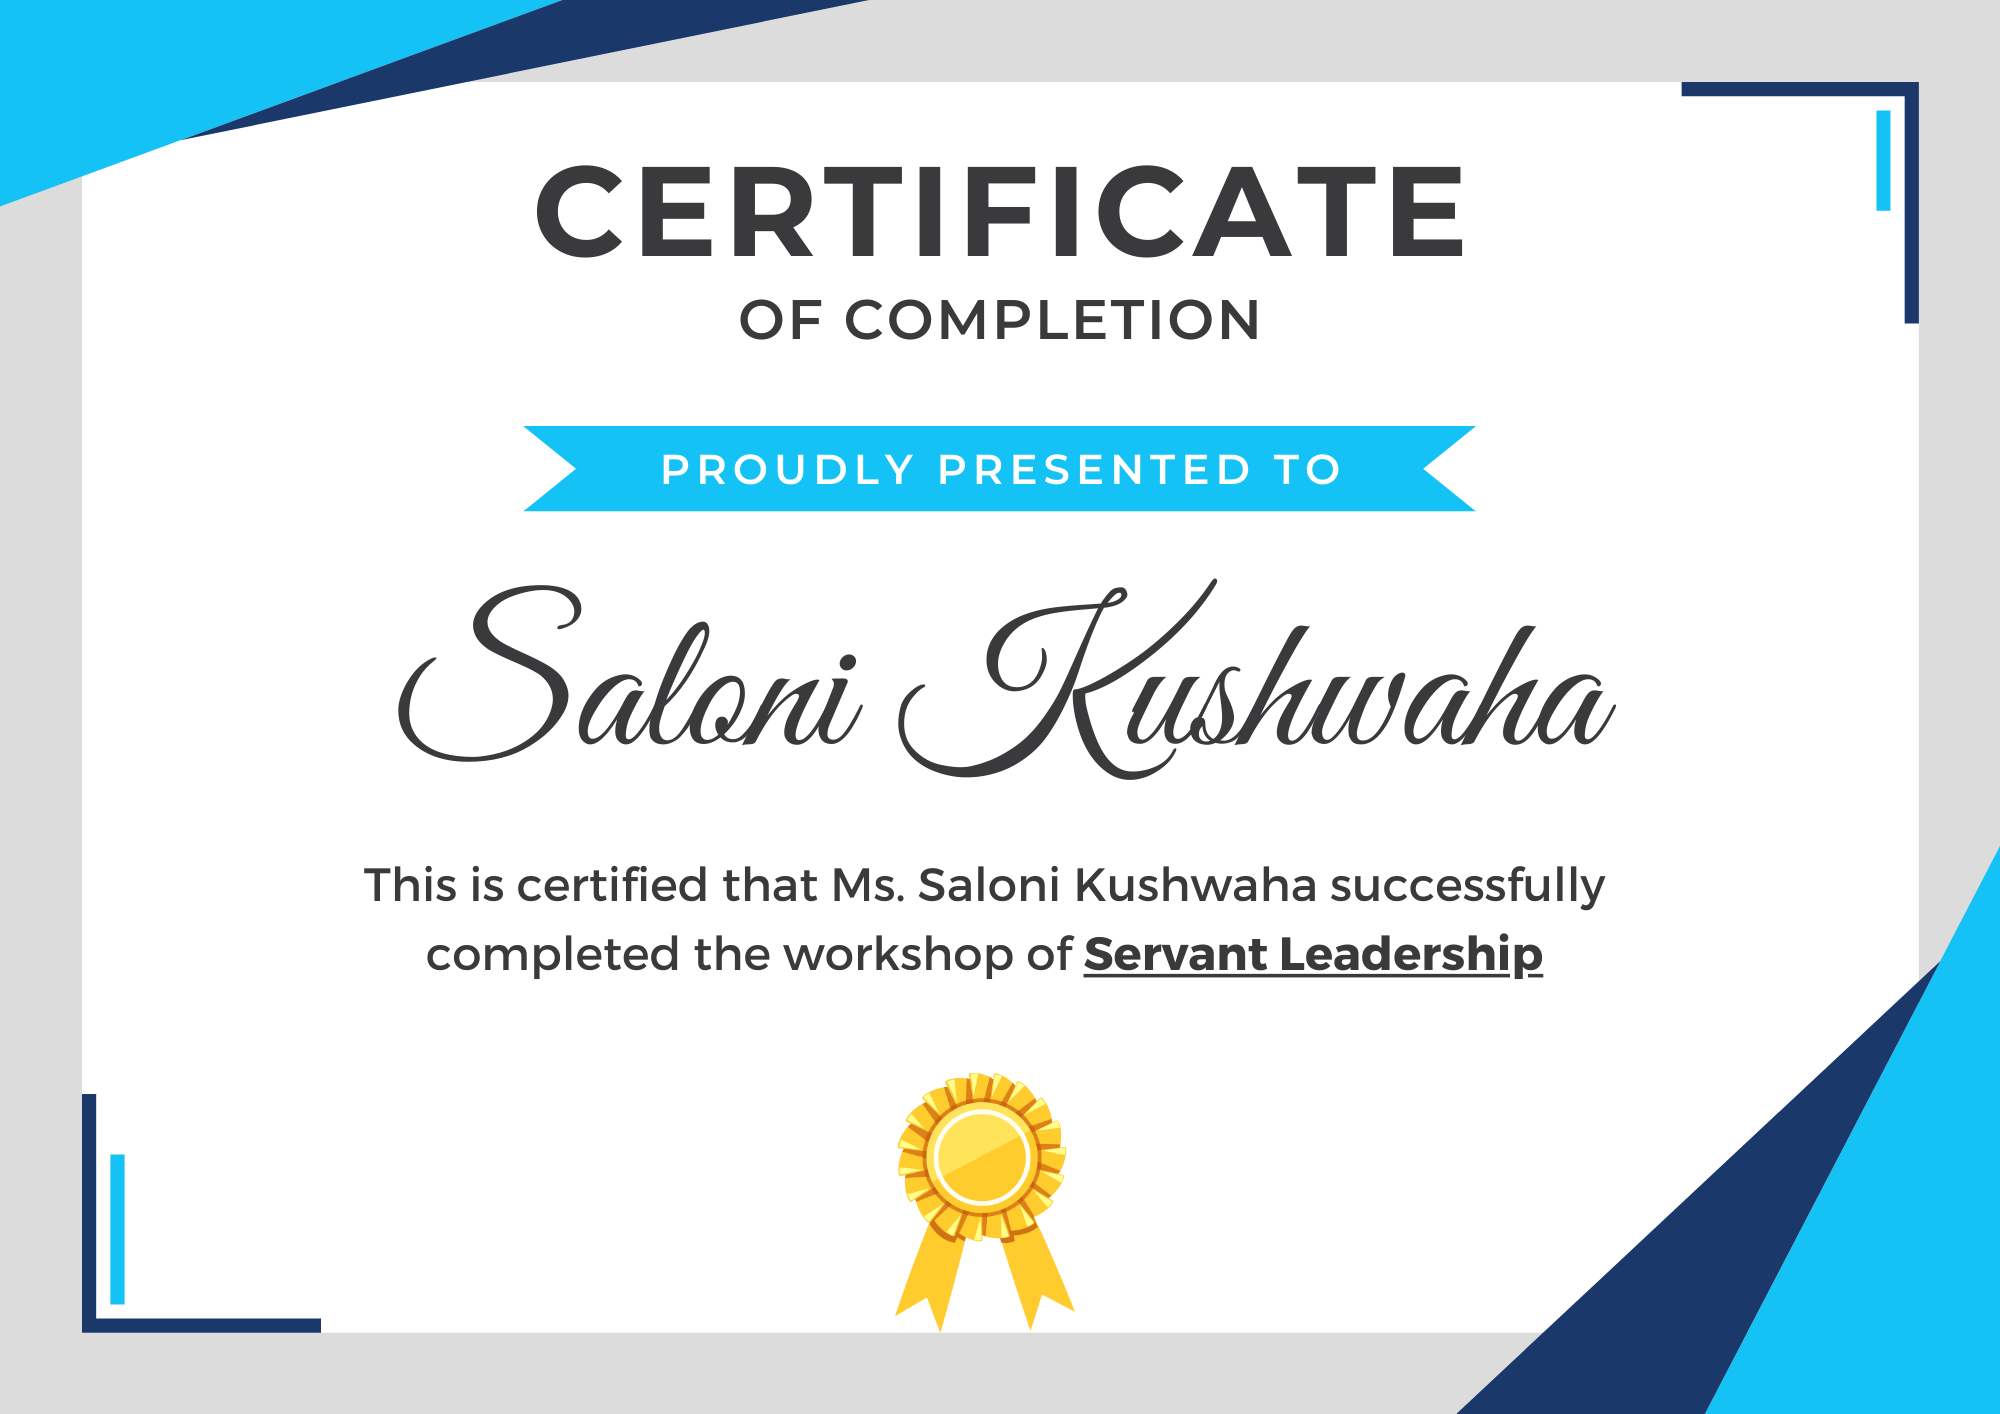 CERTIFICATE
OF COMPLETION
PROUDLY PRESENTED TO
Saloni Kushwaha
This is certified that Ms. Saloni Kushwaha successfully
completed the workshop of Servant Leadership